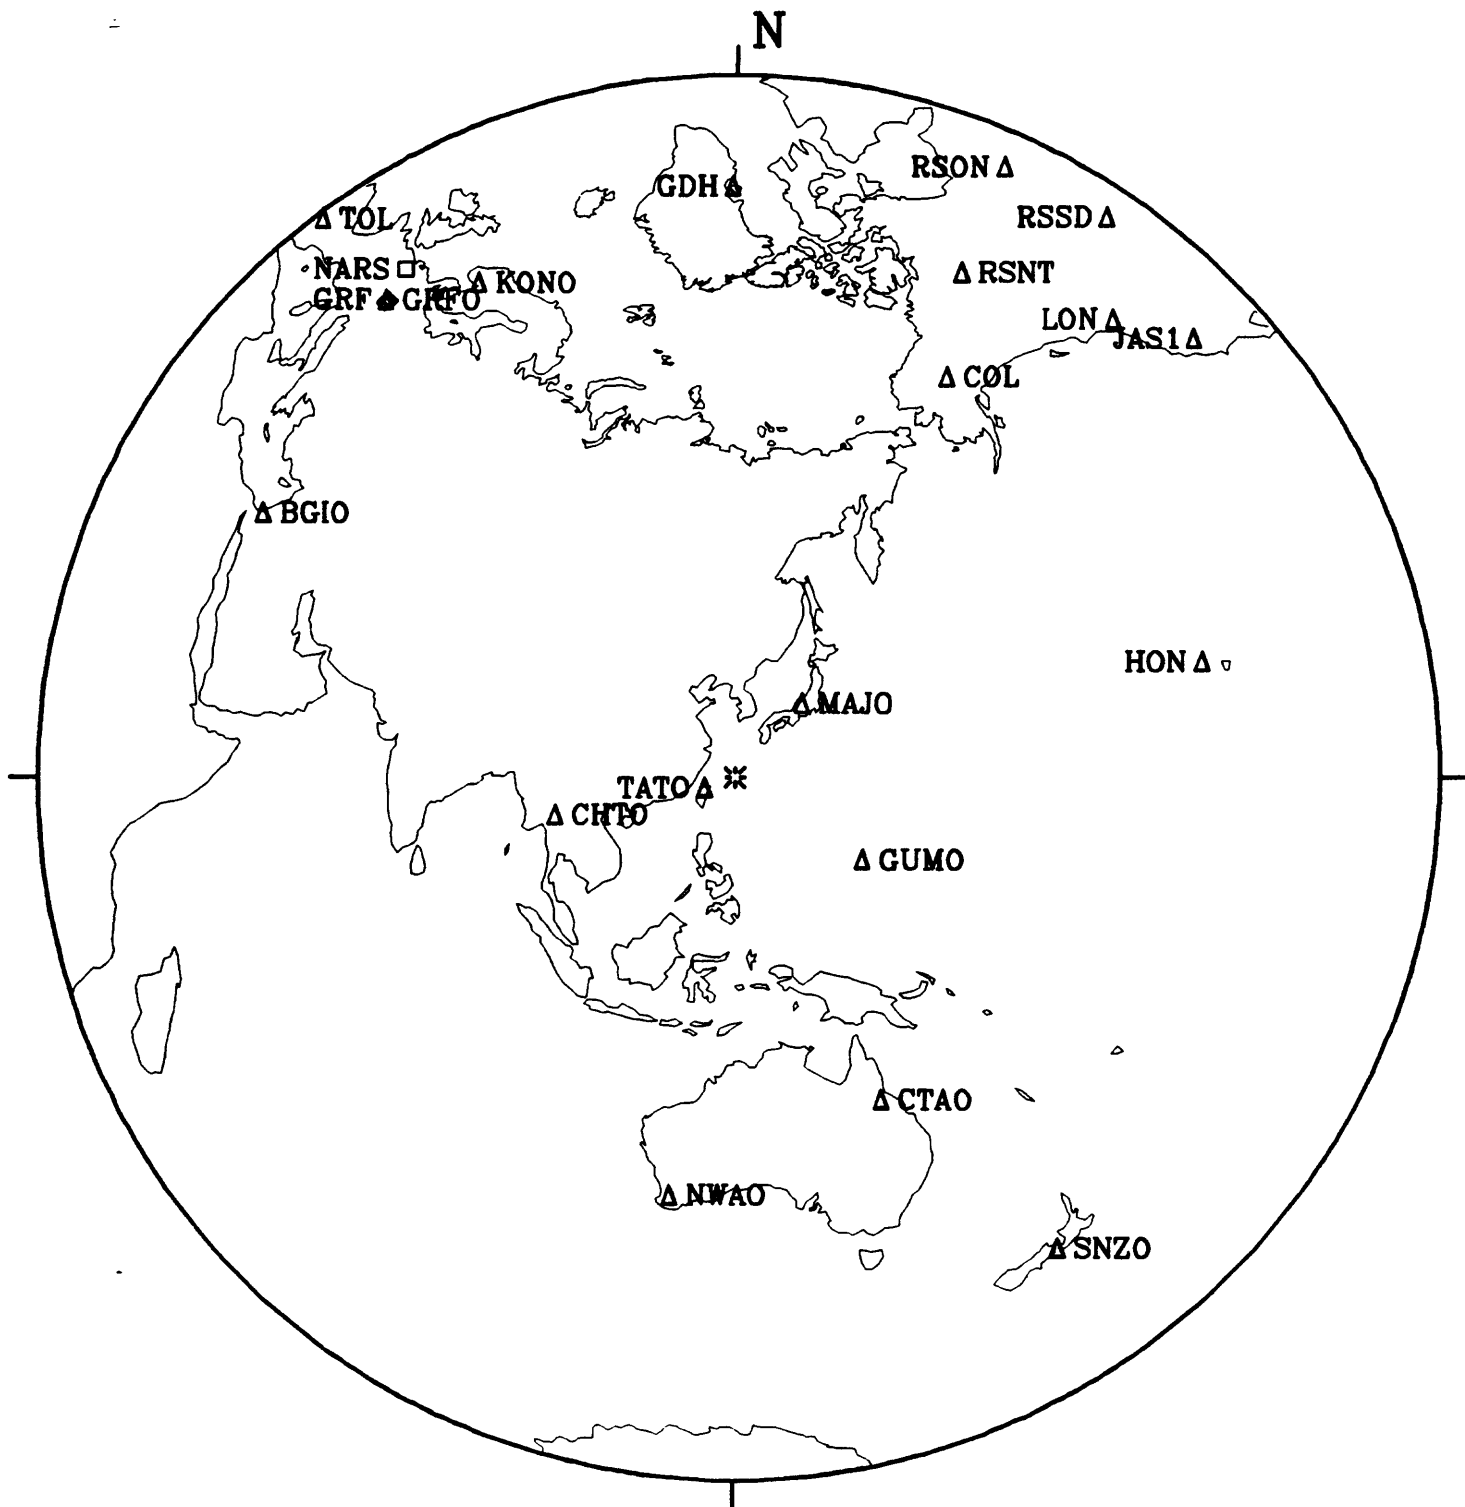 N
RSON
GDH
TOL
RSSD
NARS
RSNT
KONO
GRF
GRFO
LON
JAS1
COL
BGIO
HON
MAJO
TATO
CHTO
GUMO
CTAO
NWAO
SNZO